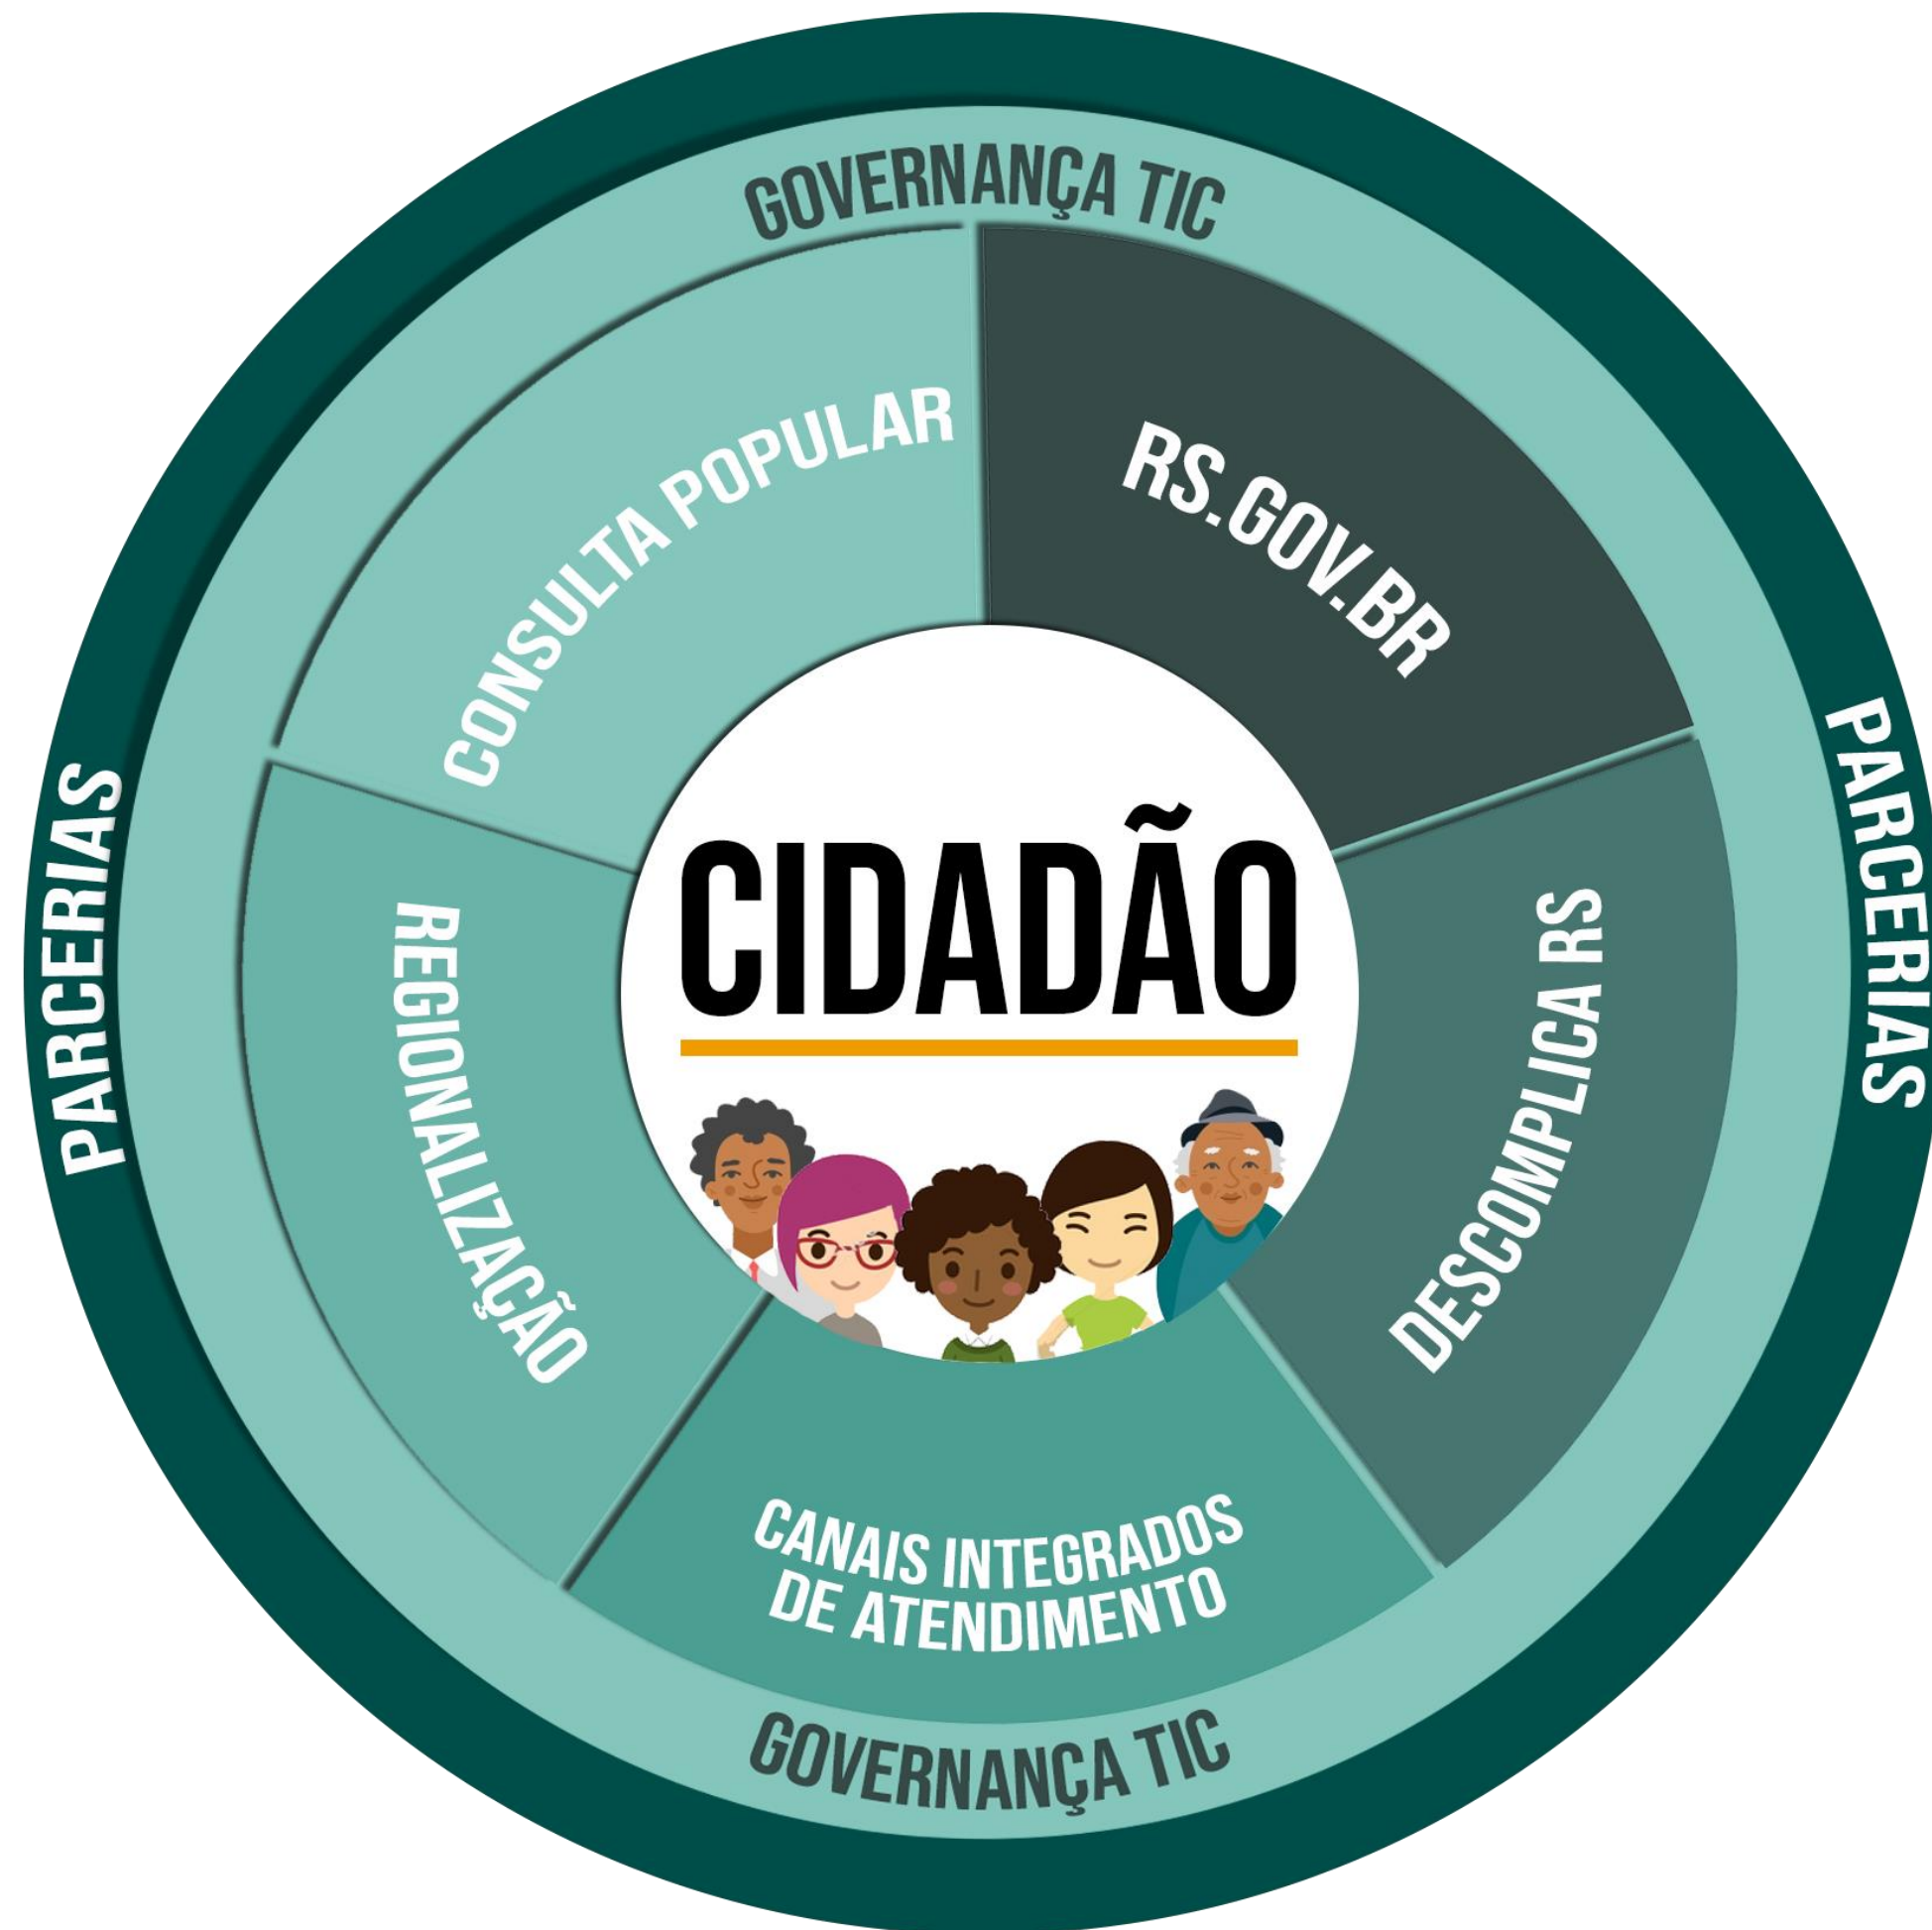 GOVERNANÇA TIC
CONSULTA POPULAR
RS.GOV.BR
PARCERIAS
PARCERIAS
CIDADÃO
REGIONALIZAÇÃO
DESCOMPLICA RS
CANAIS INTEGRADOS
DE ATENDIMENTO
GOVERNANÇA TIC